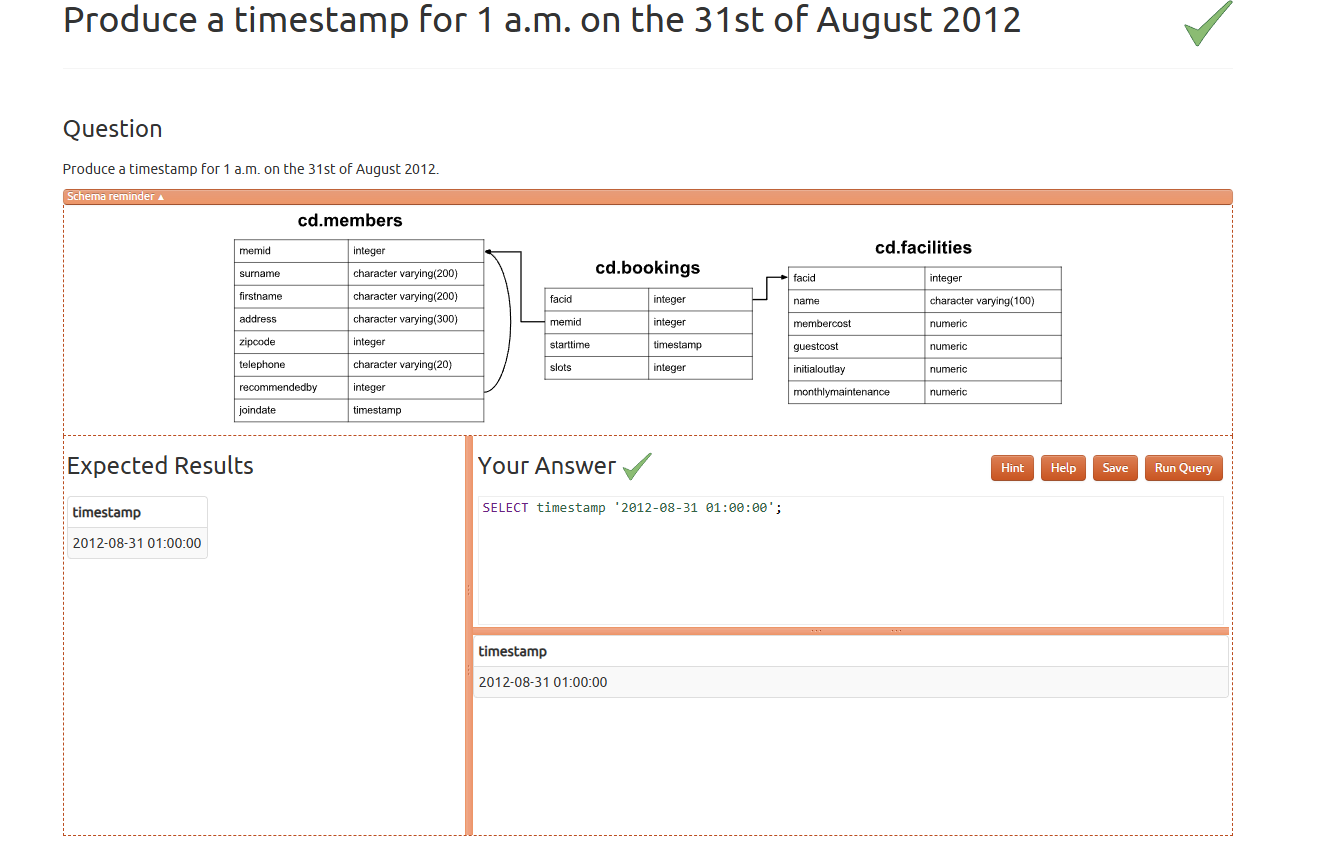 Produce a timestamp for 1 a.m. on the 31st of August 2012
Question
Produce a timestamp for 1 a.m. on the 31st of August 2012.
Schema reminder ▴
cd.members
memid integer
surname character varying(200)
firstname character varying(200)
address character varying(300)
zipcode integer
telephone character varying(20)
recommendedby integer
joindate timestamp
cd.bookings
facid integer
memid integer
starttime timestamp
slots integer
cd.facilities
facid integer
name character varying(100)
membercost numeric
guestcost numeric
initialoutlay numeric
monthlymaintenance numeric
Expected Results
timestamp
2012-08-31 01:00:00
Your Answer
Hint Help Save Run Query
SELECT timestamp '2012-08-31 01:00:00';
timestamp
2012-08-31 01:00:00